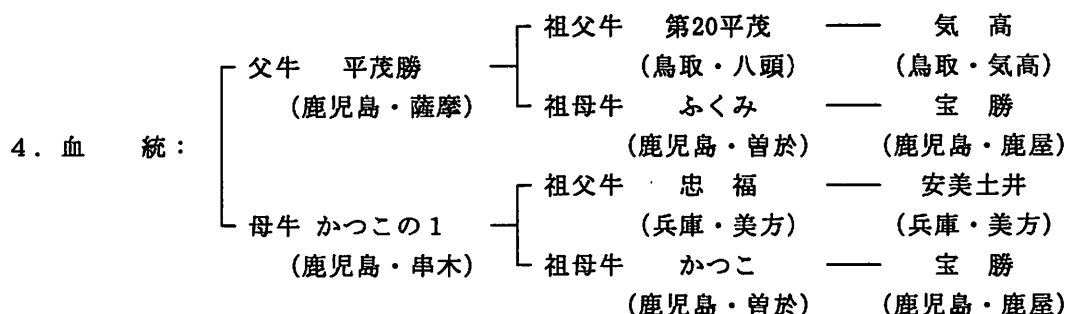 祖父牛 第20平茂 ― 気高
父牛 平茂勝 (鳥取・八頭) (鳥取・気高)
(鹿児島・薩摩) 祖母牛 ふくみ ― 宝勝
4.血 統: (鹿児島・曽於) (鹿児島・鹿屋)
祖父牛 忠福 ― 安美土井
母牛 かつこの1 (兵庫・美方) (兵庫・美方)
(鹿児島・串木) 祖母牛 かつこ ― 宝勝
(鹿児島・曽於) (鹿児島・鹿屋)